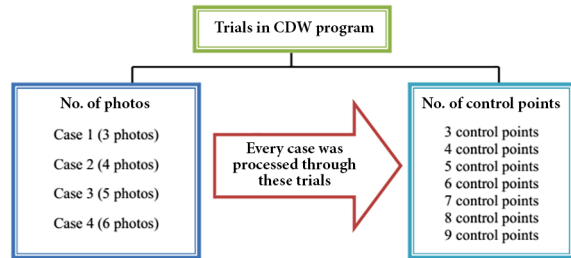 Trials in CDW program
No. of photos
Case 1 (3 photos)
Case 2 (4 photos)
Case 3 (5 photos)
Case 4 (6 photos)
Every case was
processed through
these trials
No. of control points
3 control points
4 control points
5 control points
6 control points
7 control points
8 control points
9 control points